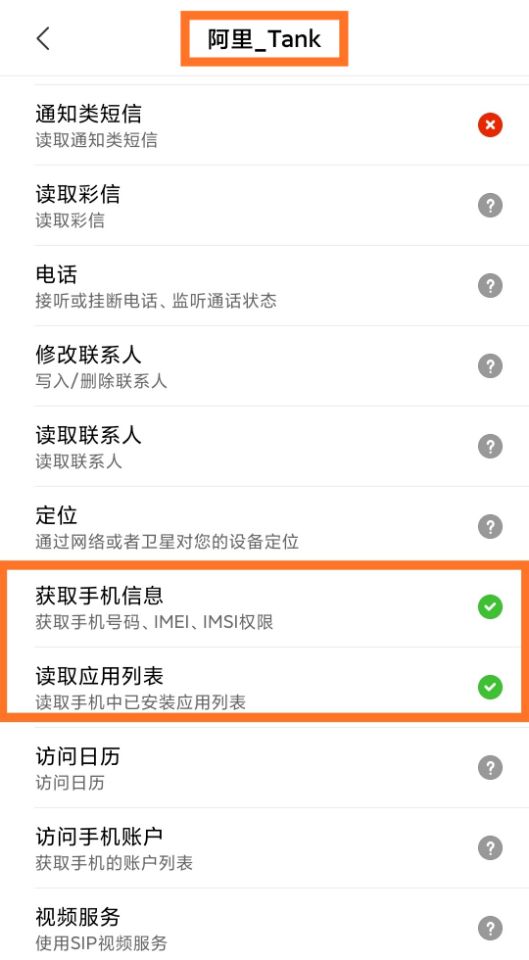 阿里_Tank
通知类短信
读取通知类短信
读取彩信
读取彩信
电话
接听或挂断电话、监听通话状态
修改联系人
写入/删除联系人
读取联系人
读取联系人
定位
通过网络或者卫星对您的设备定位
获取手机信息
获取手机号码、IMEI、IMSI权限
读取应用列表
读取手机中已安装应用列表
访问日历
访问日历
访问手机账户
获取手机的账户列表
视频服务
使用SIP视频服务